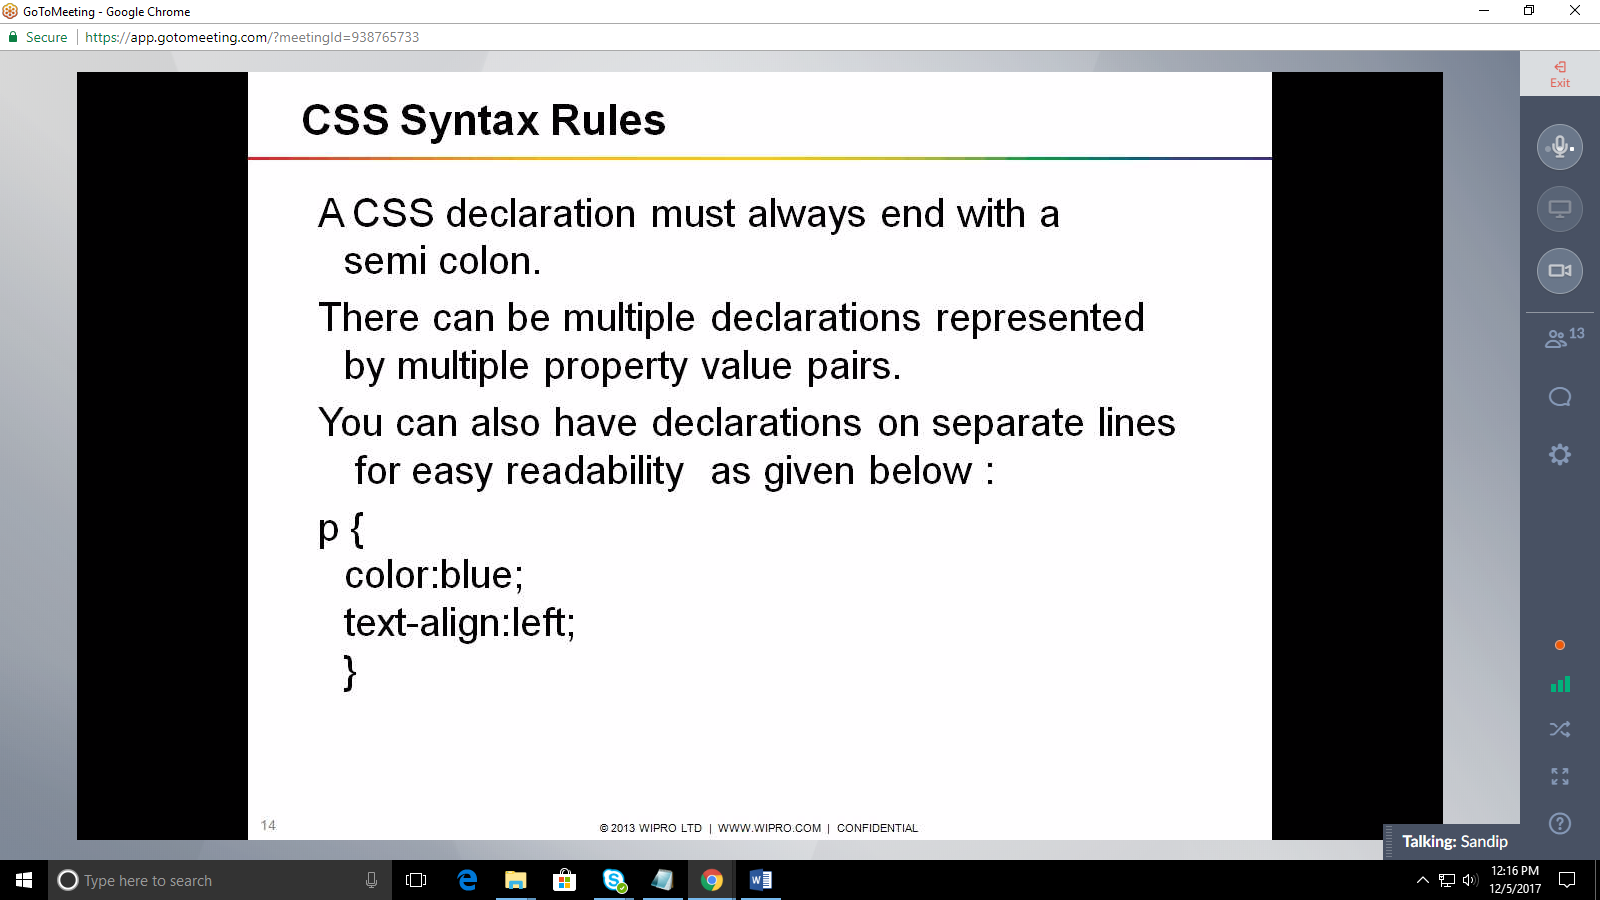 GoToMeeting - Google Chrome
Secure | https://app.gotomeeting.com/?meetingId=938765733
Exit
CSS Syntax Rules
A CSS declaration must always end with a
semi colon.
There can be multiple declarations represented
by multiple property value pairs.
You can also have declarations on separate lines
for easy readability as given below :
p {
color:blue;
text-align:left;
}
13
14
© 2013 WIPRO LTD | WWW.WIPRO.COM | CONFIDENTIAL
Talking: Sandip
Type here to search
12:16 PM
12/5/2017